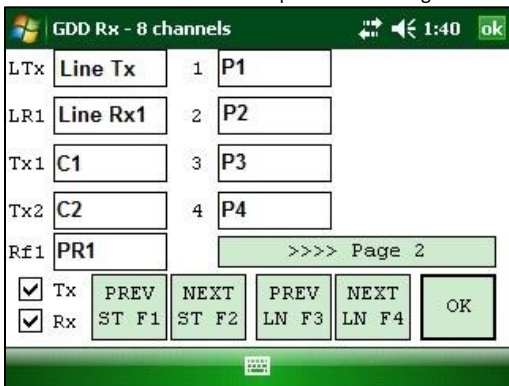 GDD Rx - 8 channels 1:40 ok
LTx Line Tx 1 P1
LR1 Line Rx1 2 P2
Tx1 C1 3 P3
Tx2 C2 4 P4
Rf1 PR1 >>>> Page 2
Tx PREV NEXT PREV NEXT OK
Rx ST F1 ST F2 LN F3 LN F4